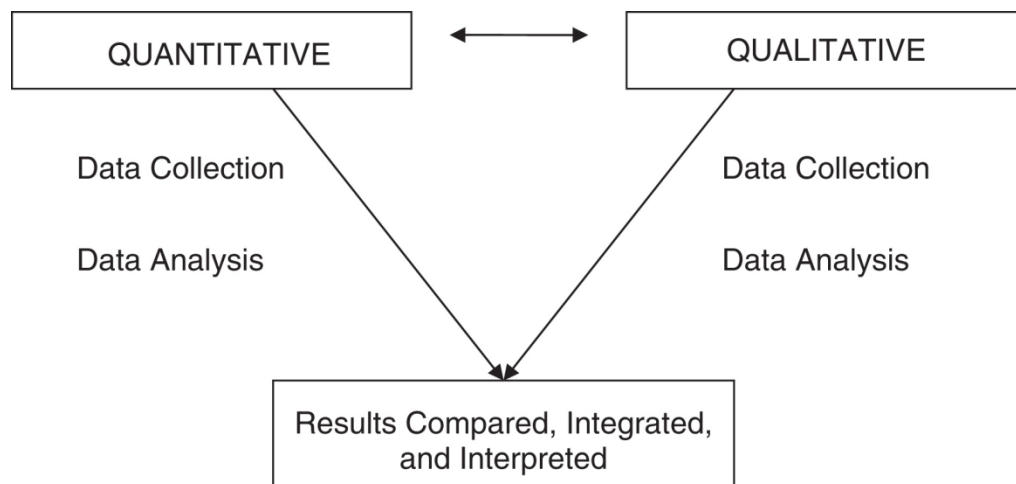 QUANTITATIVE
QUALITATIVE
Data Collection
Data Collection
Data Analysis
Data Analysis
Results Compared, Integrated,
and Interpreted